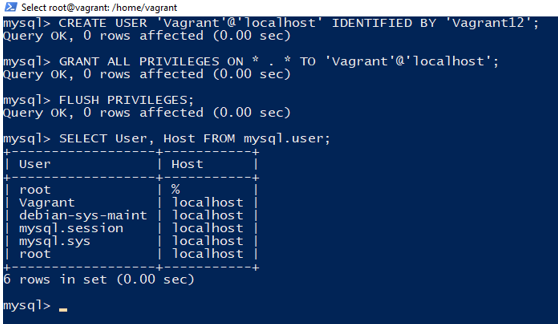 Select root@vagrant: /home/vagrant
mysql> CREATE USER 'Vagrant'@'localhost' IDENTIFIED BY 'Vagrant12';
Query OK, 0 rows affected (0.00 sec)
mysql> GRANT ALL PRIVILEGES ON * . * TO 'Vagrant'@'localhost';
Query OK, 0 rows affected (0.00 sec)
mysql> FLUSH PRIVILEGES;
Query OK, 0 rows affected (0.00 sec)
mysql> SELECT User, Host FROM mysql.user;
+------------------+-----------+
| User             | Host      |
+------------------+-----------+
| root             | %         |
| Vagrant          | localhost |
| debian-sys-maint | localhost |
| mysql.session    | localhost |
| mysql.sys        | localhost |
| root             | localhost |
+------------------+-----------+
6 rows in set (0.00 sec)
mysql> _